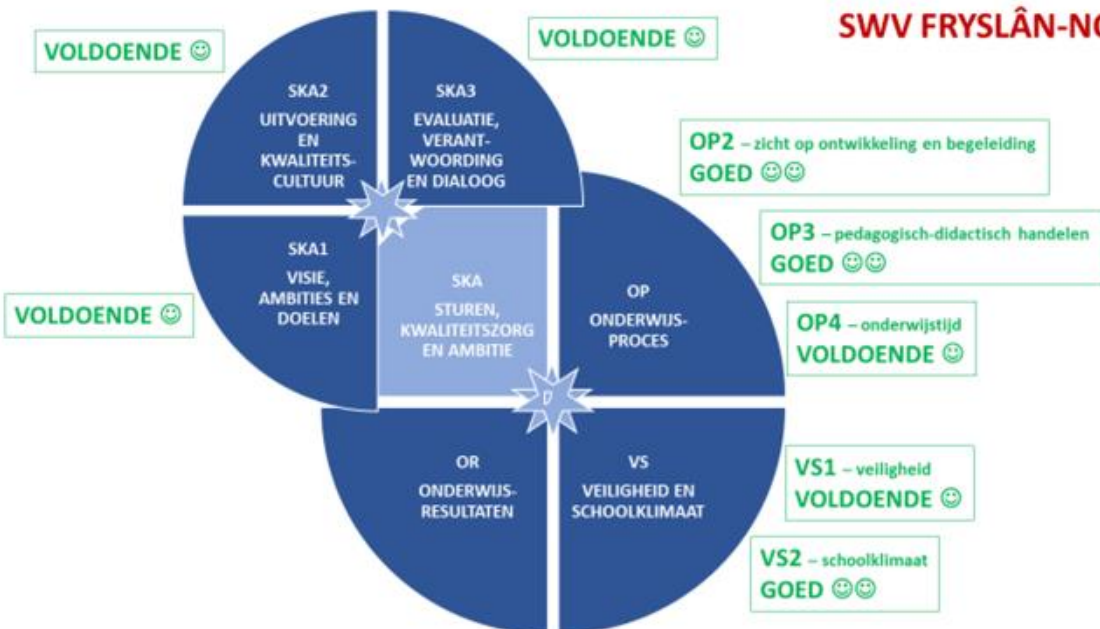 SWV FRYSLÂN-NO
VOLDOENDE ☺
VOLDOENDE ☺
SKA2
UITVOERING
EN
KWALITEITS-
CULTUUR
SKA3
EVALUATIE,
VERANT-
WOORDING
EN DIALOOG
OP2 – zicht op ontwikkeling en begeleiding
GOED ☺☺
OP3 – pedagogisch-didactisch handelen
GOED ☺☺
SKA1
VISIE,
AMBITIES EN
DOELEN
VOLDOENDE ☺
SKA
STUREN,
KWALITEITSZORG
EN AMBITIE
OP
ONDERWIJS-
PROCES
OP4 – onderwijstijd
VOLDOENDE ☺
OR
ONDERWIJS-
RESULTATEN
VS
VEILIGHEID EN
SCHOOLKLIMAAT
VS1 – veiligheid
VOLDOENDE ☺
VS2 – schoolklimaat
GOED ☺☺